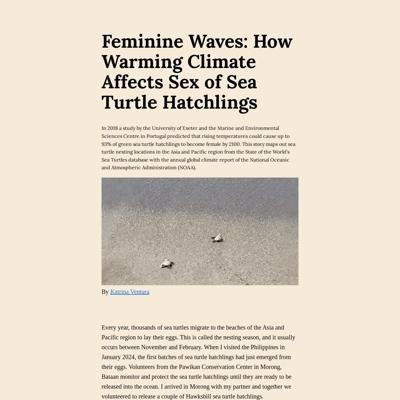 Feminine Waves: How
Warming Climate
Affects Sex of Sea
Turtle Hatchlings
In 2018 a study by the University of Exeter and the Marine and Environmental
Sciences Centre in Portugal predicted that rising temperatures could cause up to
93% of green sea turtle hatchlings to become female by 2100. This story maps out sea
turtle nesting locations in the Asia and Pacific region from the State of the World's
Sea Turtles database with the annual global climate report of the National Oceanic
and Atmospheric Administration (NOAA).
By Katrina Ventura
Every year, thousands of sea turtles migrate to the beaches of the Asia and
Pacific region to lay their eggs. This is called the nesting season, and it usually
occurs between November and February. When I visited the Philippines in
January 2024, the first batches of sea turtle hatchlings had just emerged from
their eggs. Volunteers from the Pawikan Conservation Center in Morong,
Bataan monitor and protect the sea turtle hatchlings until they are ready to be
released into the ocean. I arrived in Morong with my partner and together we
volunteered to release a couple of Hawksbill sea turtle hatchlings.